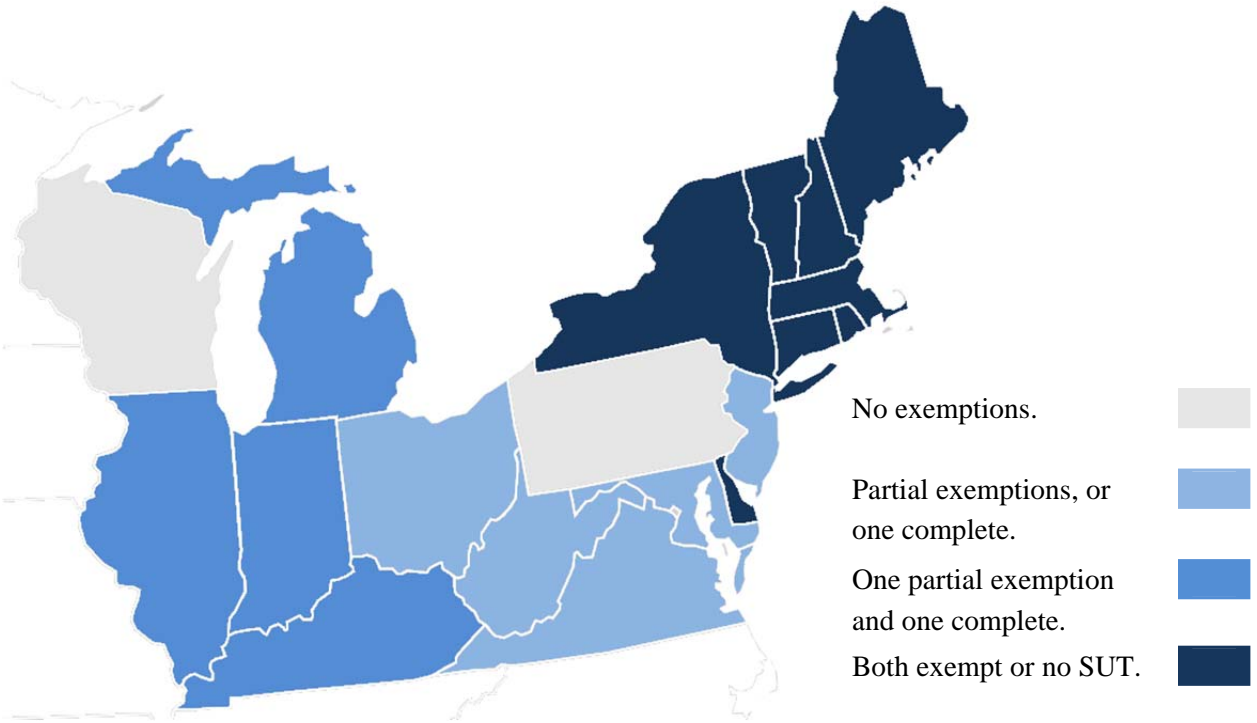 No exemptions.
Partial exemptions, or
one complete.
One partial exemption
and one complete.
Both exempt or no SUT.